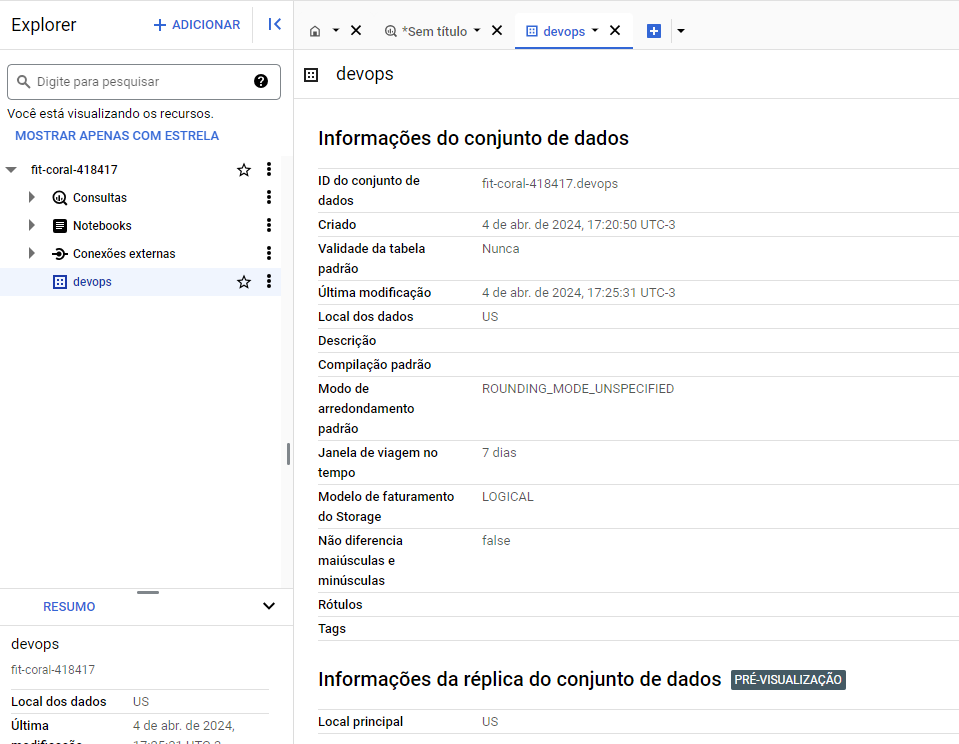 Explorer
ADICIONAR
Digite para pesquisar
Você está visualizando os recursos.
MOSTRAR APENAS COM ESTRELA
fit-coral-418417
Consultas
Notebooks
Conexões externas
devops
RESUMO
devops
fit-coral-418417
Local dos dados US
Última 4 de abr. de 2024,
*Sem título
devops
devops
Informações do conjunto de dados
ID do conjunto de fit-coral-418417.devops
dados
Criado 4 de abr. de 2024, 17:20:50 UTC-3
Validade da tabela Nunca
padrão
Última modificação 4 de abr. de 2024, 17:25:31 UTC-3
Local dos dados US
Descrição
Compilação padrão
Modo de ROUNDING_MODE_UNSPECIFIED
arredondamento
padrão
Janela de viagem no 7 dias
tempo
Modelo de faturamento LOGICAL
do Storage
Não diferencia false
maiúsculas e
minúsculas
Rótulos
Tags
Informações da réplica do conjunto de dados PRÉ-VISUALIZAÇÃO
Local principal US